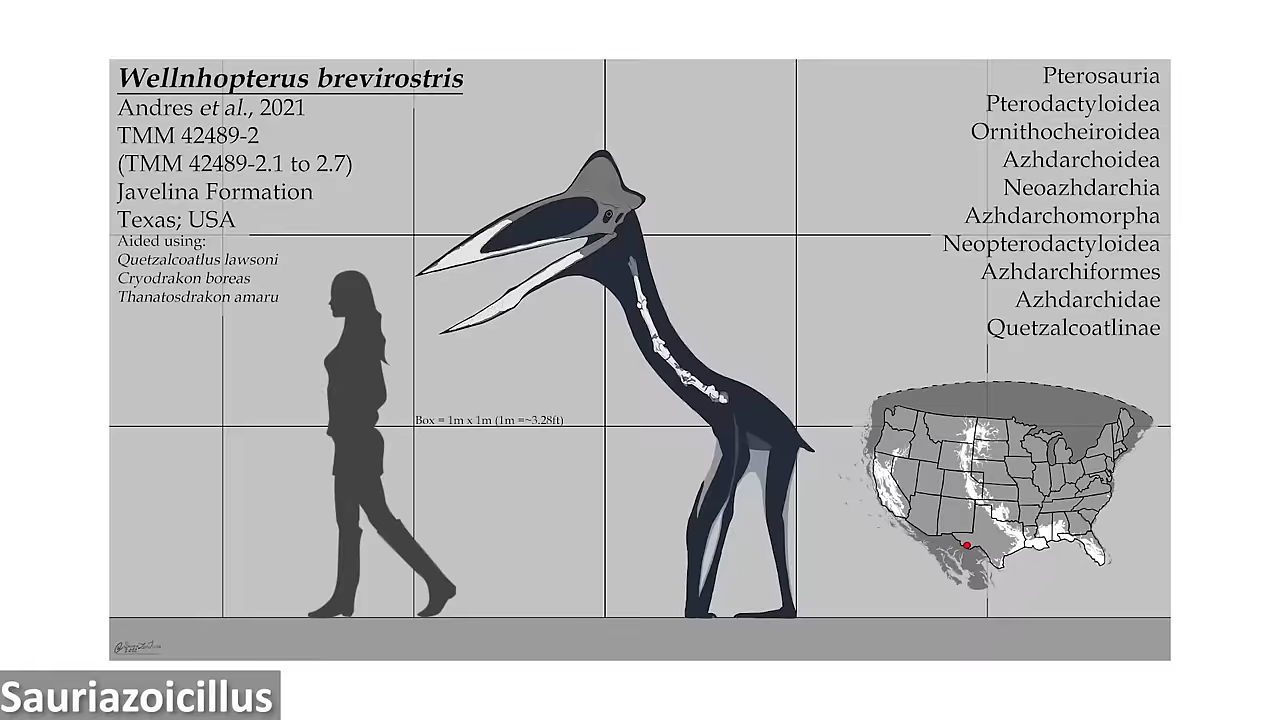 Wellnhopterus brevirostris
Andres et al., 2021
TMM 42489-2
(TMM 42489-2.1 to 2.7)
Javelina Formation
Texas; USA
Aided using:
Quetzalcoatlus lawsoni
Cryodrakon boreas
Thanatosdrakon amaru
Pterosauria
Pterodactyloidea
Ornithocheiroidea
Azhdarchoidea
Neoazhdarchia
Azhdarchomorpha
Neopterodactyloidea
Azhdarchiformes
Azhdarchidae
Quetzalcoatlinae
Box = 1m x 1m (1m =~3.28ft)
Sauriazoicillus